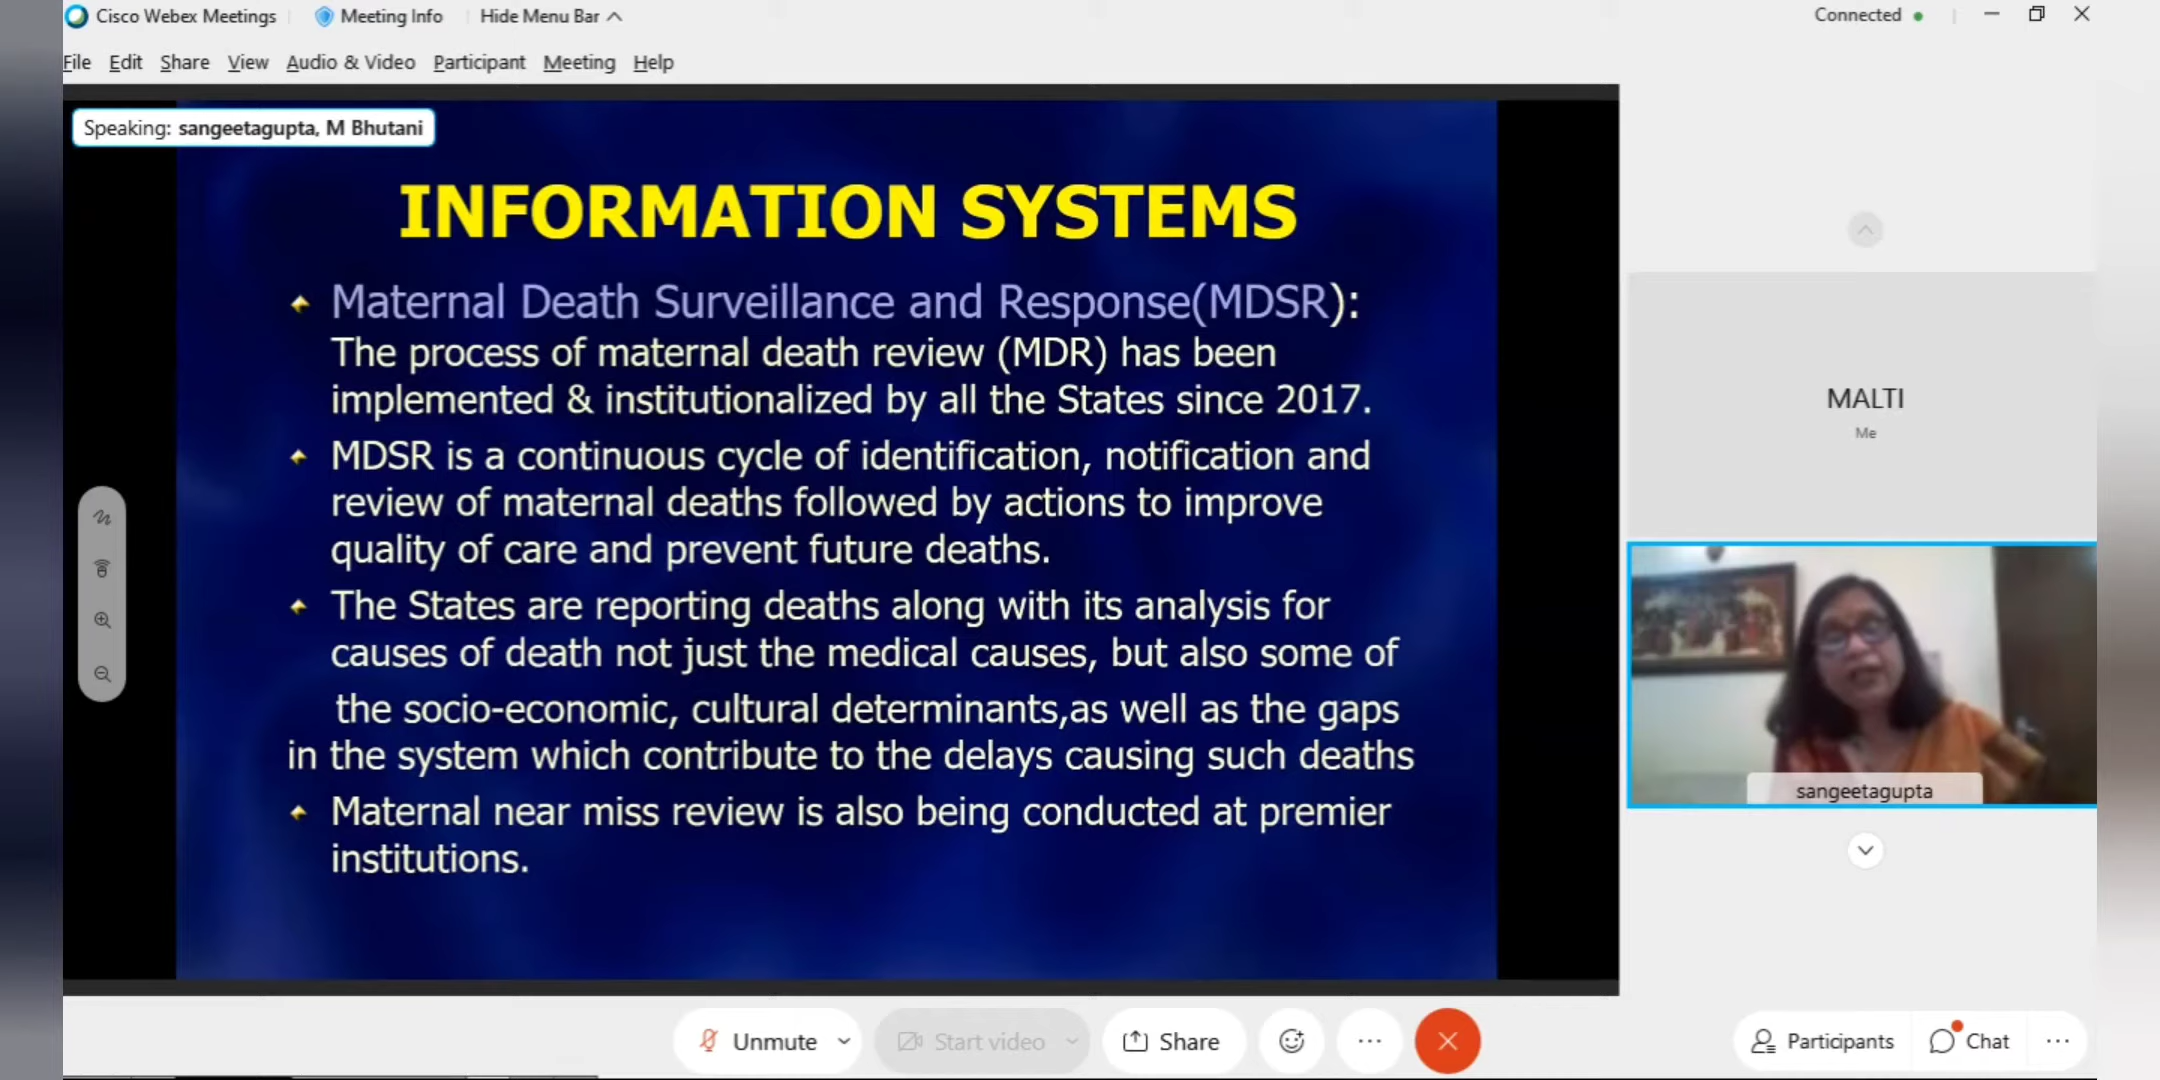 Cisco Webex Meetings
Meeting Info
Hide Menu Bar
Connected
File Edit Share View Audio & Video Participant Meeting Help
Speaking: sangeetagupta, M Bhutani
INFORMATION SYSTEMS
Maternal Death Surveillance and Response(MDSR):
The process of maternal death review (MDR) has been
implemented & institutionalized by all the States since 2017.
MDSR is a continuous cycle of identification, notification and
review of maternal deaths followed by actions to improve
quality of care and prevent future deaths.
The States are reporting deaths along with its analysis for
causes of death not just the medical causes, but also some of
the socio-economic, cultural determinants,as well as the gaps
in the system which contribute to the delays causing such deaths
Maternal near miss review is also being conducted at premier
institutions.
MALTI
Me
sangeetagupta
Unmute
Start video
Share
Participants
Chat